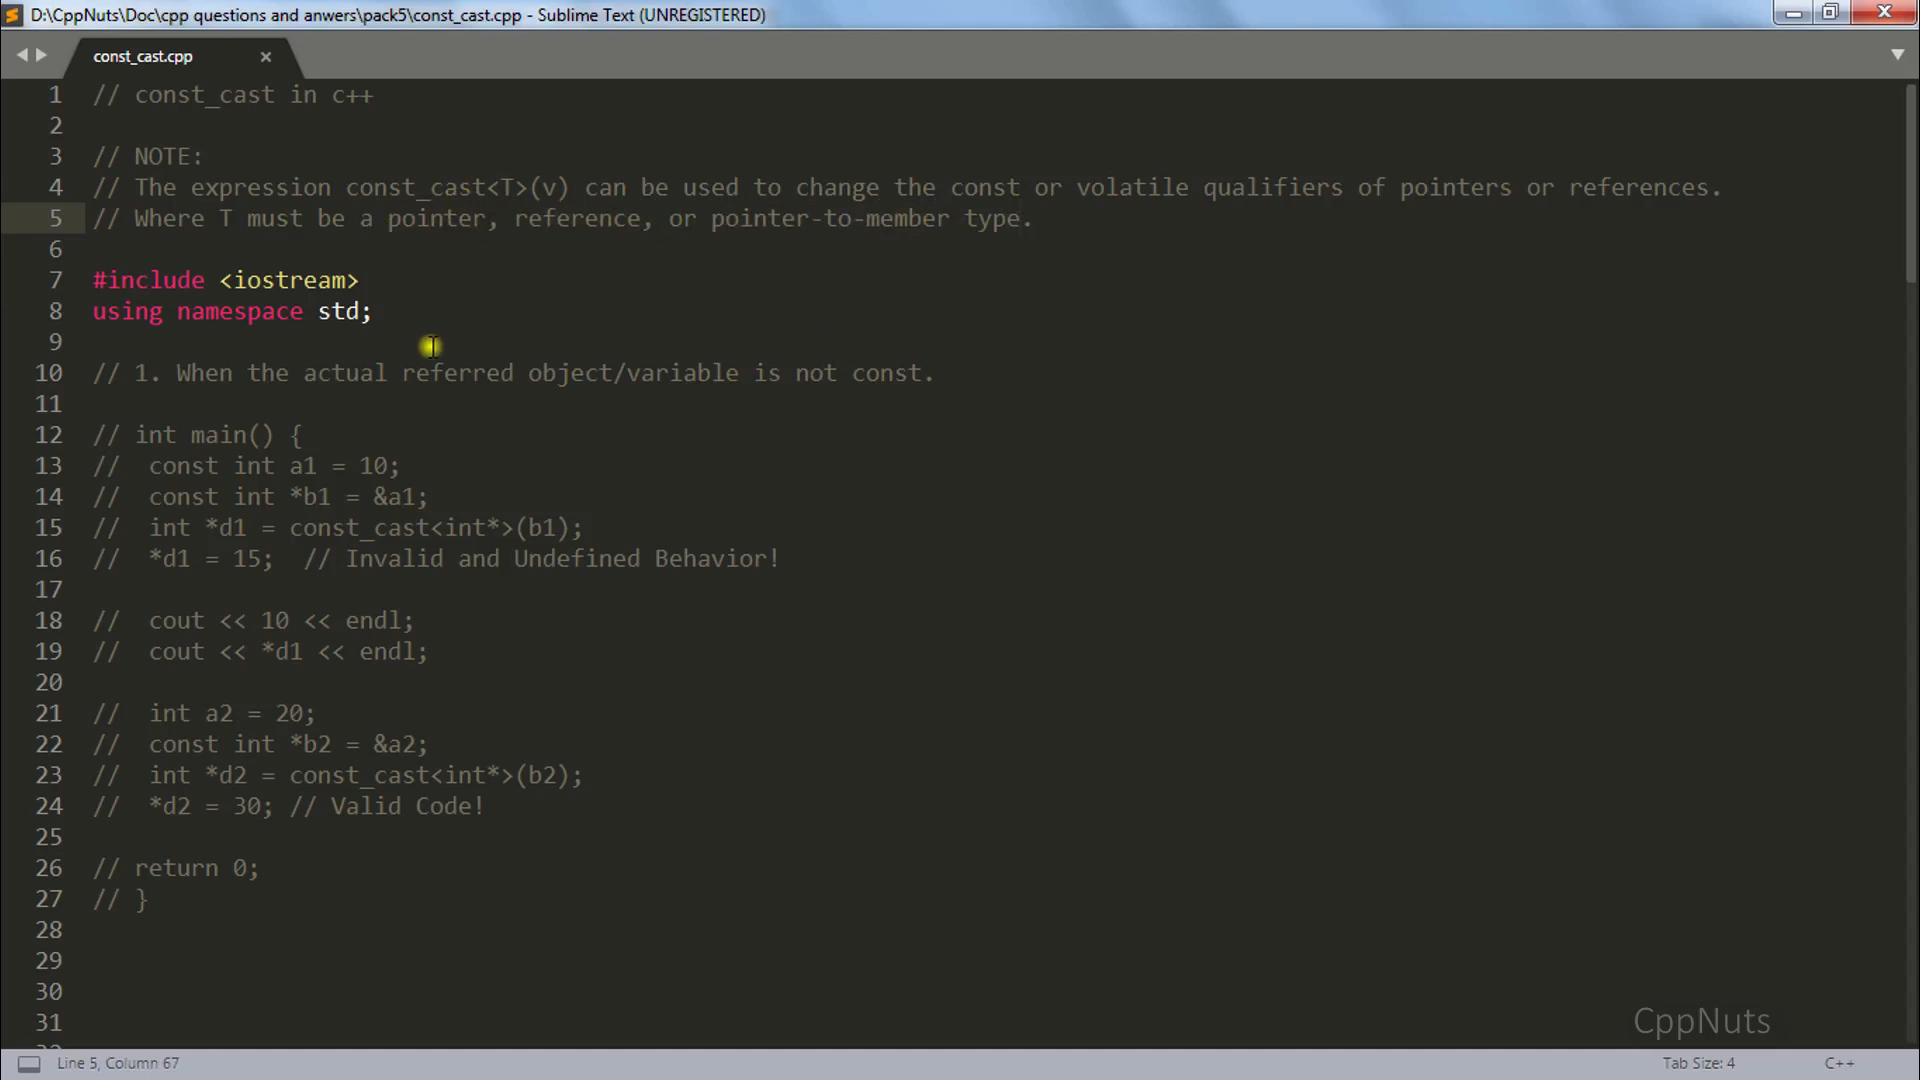 D:\CppNuts\Doc\cpp questions and anwers\pack5\const_cast.cpp - Sublime Text (UNREGISTERED)
const_cast.cpp
1 // const_cast in c++
2
3 // NOTE:
4 // The expression const_cast<T>(v) can be used to change the const or volatile qualifiers of pointers or references.
5 // Where T must be a pointer, reference, or pointer-to-member type.
6
7 #include <iostream>
8 using namespace std;
9
10 // 1. When the actual referred object/variable is not const.
11
12 // int main() {
13 //  const int a1 = 10;
14 //  const int *b1 = &a1;
15 //  int *d1 = const_cast<int*>(b1);
16 //  *d1 = 15;  // Invalid and Undefined Behavior!
17
18 //  cout << 10 << endl;
19 //  cout << *d1 << endl;
20
21 //  int a2 = 20;
22 //  const int *b2 = &a2;
23 //  int *d2 = const_cast<int*>(b2);
24 //  *d2 = 30; // Valid Code!
25
26 // return 0;
27 // }
28
29
30
31
CppNuts
Line 5, Column 67
Tab Size: 4
C++